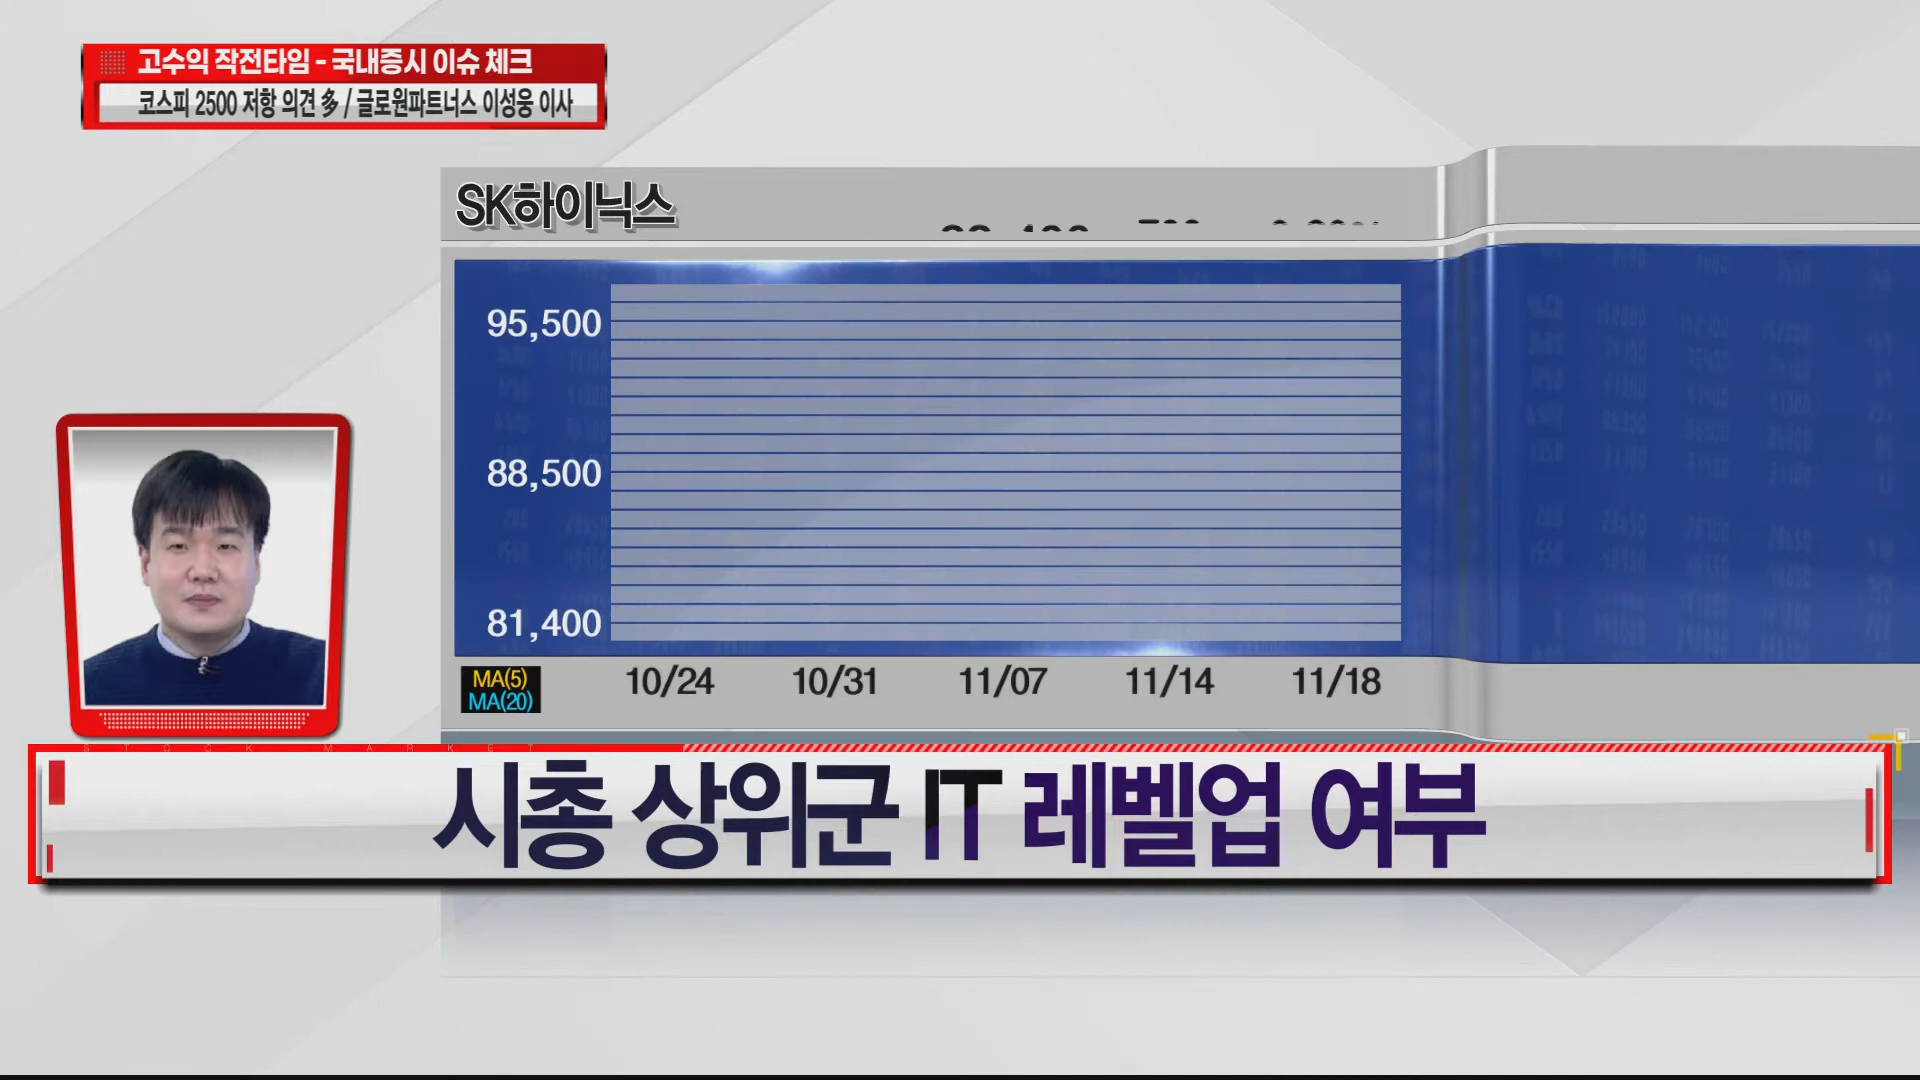 고수익 작전타임 - 국내증시 이슈 체크
코스피 2500 저항 의견 多 / 글로원파트너스 이성웅 이사
SK하이닉스
95,500
88,500
81,400
MA(5)
MA(20)
10/24 10/31 11/07 11/14 11/18
STOCK MARKET
시총 상위군 IT 레벨업 여부